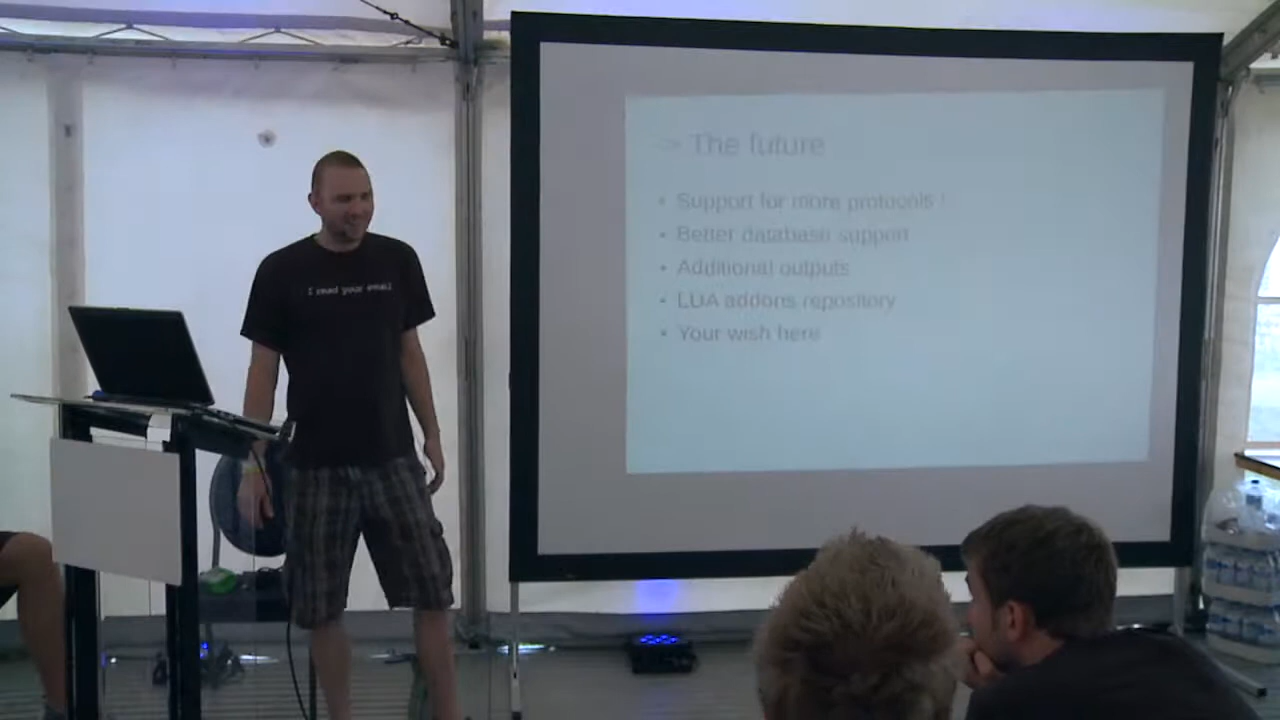 I read your email
=> The future
• Support for more protocols !
• Better database support
• Additional outputs
• LUA addons repository
• Your wish here